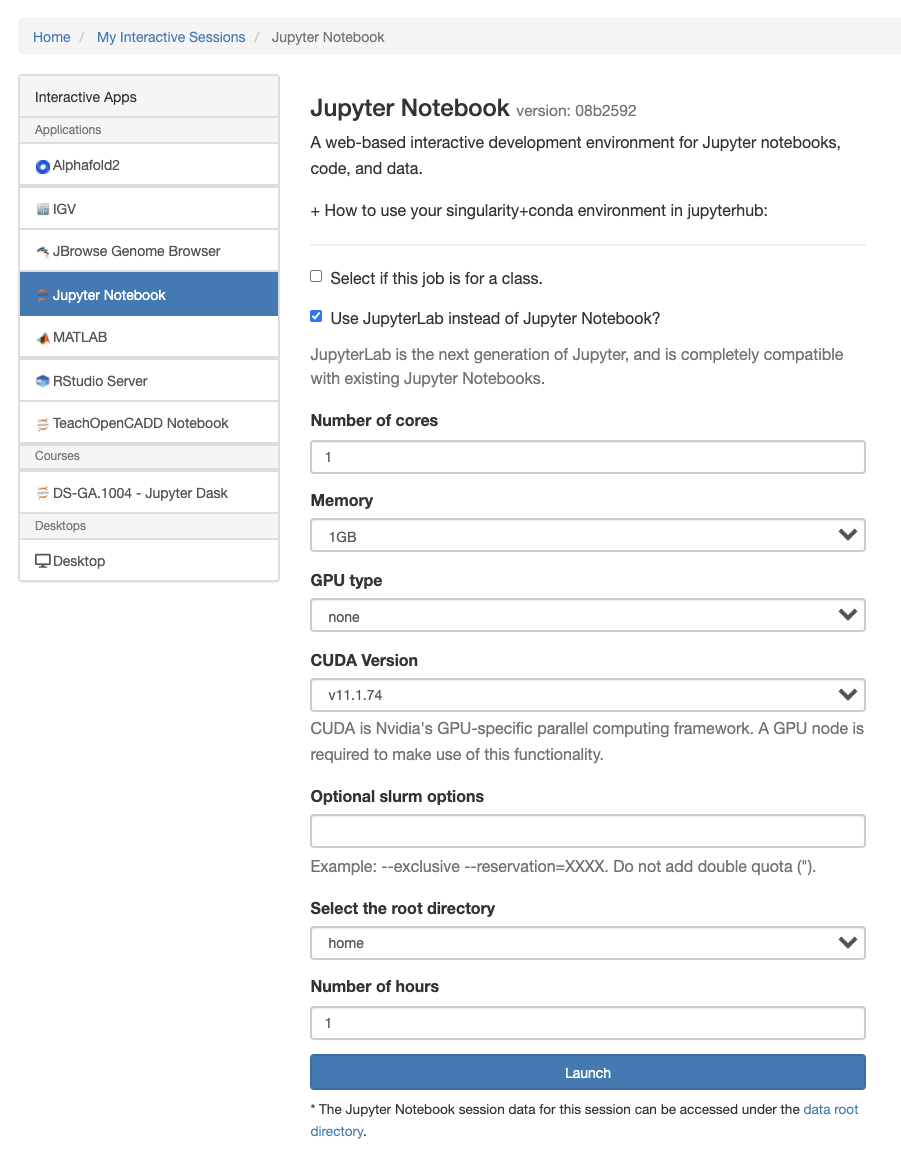 Home / My Interactive Sessions / Jupyter Notebook
Interactive Apps
Applications
Alphafold2
IGV
JBrowse Genome Browser
Jupyter Notebook
MATLAB
RStudio Server
TeachOpenCADD Notebook
Courses
DS-GA.1004 - Jupyter Dask
Desktops
Desktop
Jupyter Notebook version: 08b2592
A web-based interactive development environment for Jupyter notebooks,
code, and data.
+ How to use your singularity+conda environment in jupyterhub:
Select if this job is for a class.
Use JupyterLab instead of Jupyter Notebook?
JupyterLab is the next generation of Jupyter, and is completely compatible
with existing Jupyter Notebooks.
Number of cores
1
Memory
1GB
GPU type
none
CUDA Version
v11.1.74
CUDA is Nvidia's GPU-specific parallel computing framework. A GPU node is
required to make use of this functionality.
Optional slurm options
Example: --exclusive --reservation=XXXX. Do not add double quota (").
Select the root directory
home
Number of hours
1
Launch
* The Jupyter Notebook session data for this session can be accessed under the data root
directory.